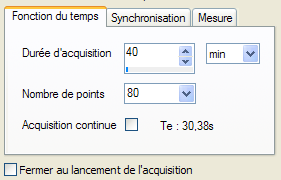 Fonction du temps Synchronisation Mesure
Durée d'acquisition 40 min
Nombre de points 80
Acquisition continue Te : 30,38s
Fermer au lancement de l'acquisition